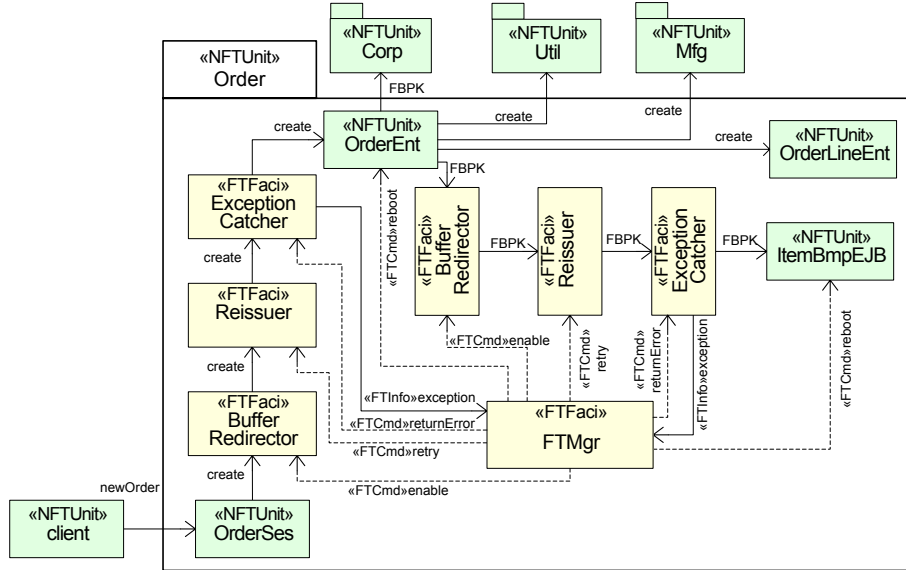 «NFTUnit»
Corp
«NFTUnit»
Util
«NFTUnit»
Mfg
«NFTUnit»
Order
FBPK
create
create
create
«NFTUnit»
OrderEnt
create
«NFTUnit»
OrderLineEnt
FBPK
«FTFaci»
Exception
Catcher
«FTCmd»reboot
«FTFaci»
Buffer
Redirector
FBPK
«FTFaci»
Reissuer
FBPK
«FTFaci»
Exception
Catcher
FBPK
«NFTUnit»
ItemBmpEJB
create
«FTFaci»
Reissuer
«FTCmd»enable
«FTCmd»
retry
«FTCmd»
returnError
«FTInfo»exception
«FTCmd»reboot
create
«FTFaci»
Buffer
Redirector
«FTInfo»exception
«FTCmd»returnError
«FTCmd»retry
«FTFaci»
FTMgr
create
«FTCmd»enable
newOrder
«NFTUnit»
client
«NFTUnit»
OrderSes